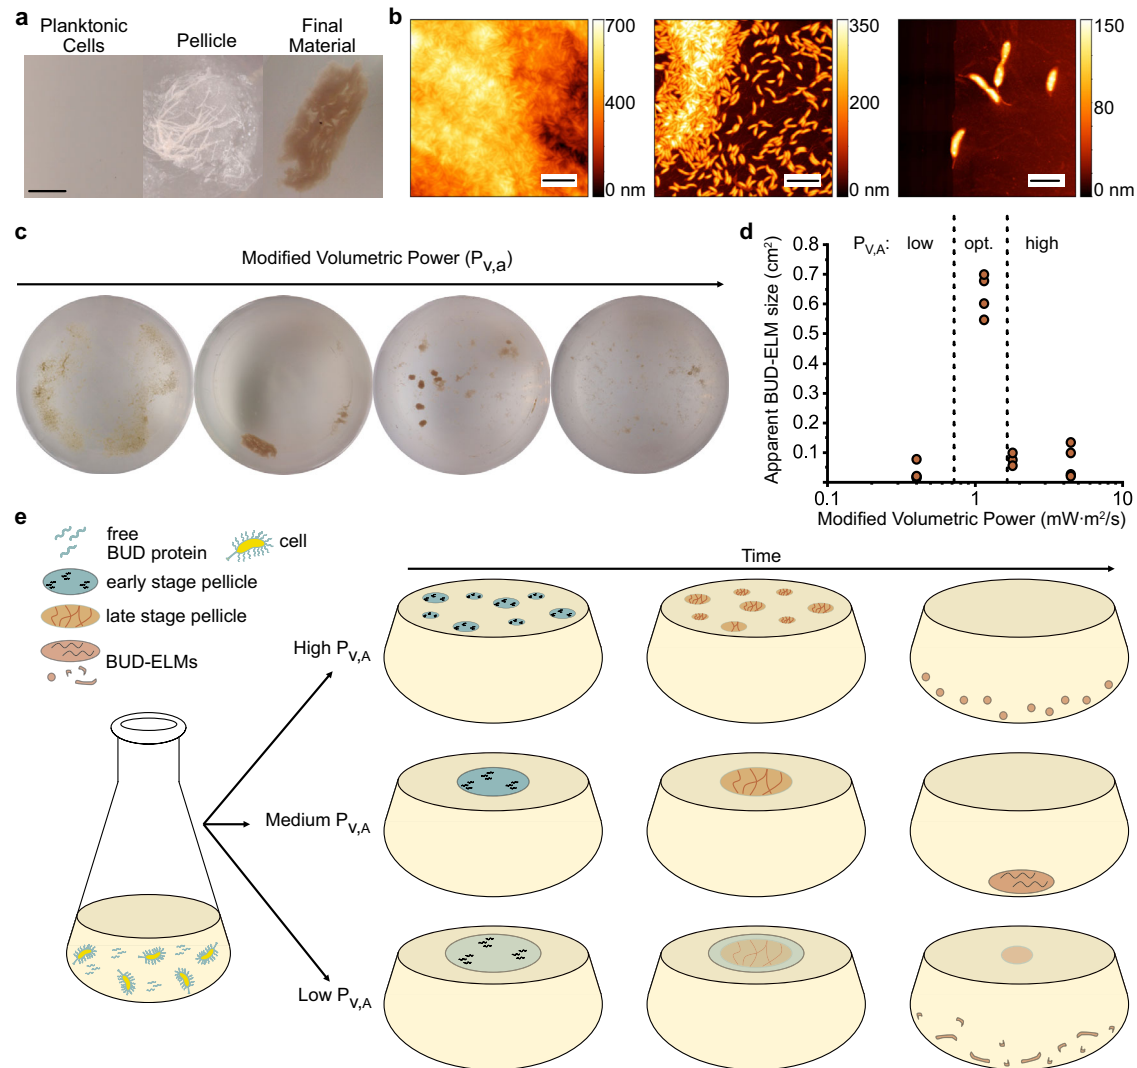 a
Planktonic
Cells
Pellicle
Final
Material
b
700
400
0 nm
350
200
0 nm
150
80
0 nm
c
Modified Volumetric Power (Pv,a)
d
PV,A: low opt. high
0.8
0.7
0.6
0.5
0.4
0.3
0.2
0.1
Apparent BUD-ELM size (cm²)
0.1 1 10
Modified Volumetric Power (mW·m²/s)
e
free
BUD protein
cell
early stage pellicle
late stage pellicle
BUD-ELMs
Time
High Pv,A
Medium Pv,A
Low Pv,A